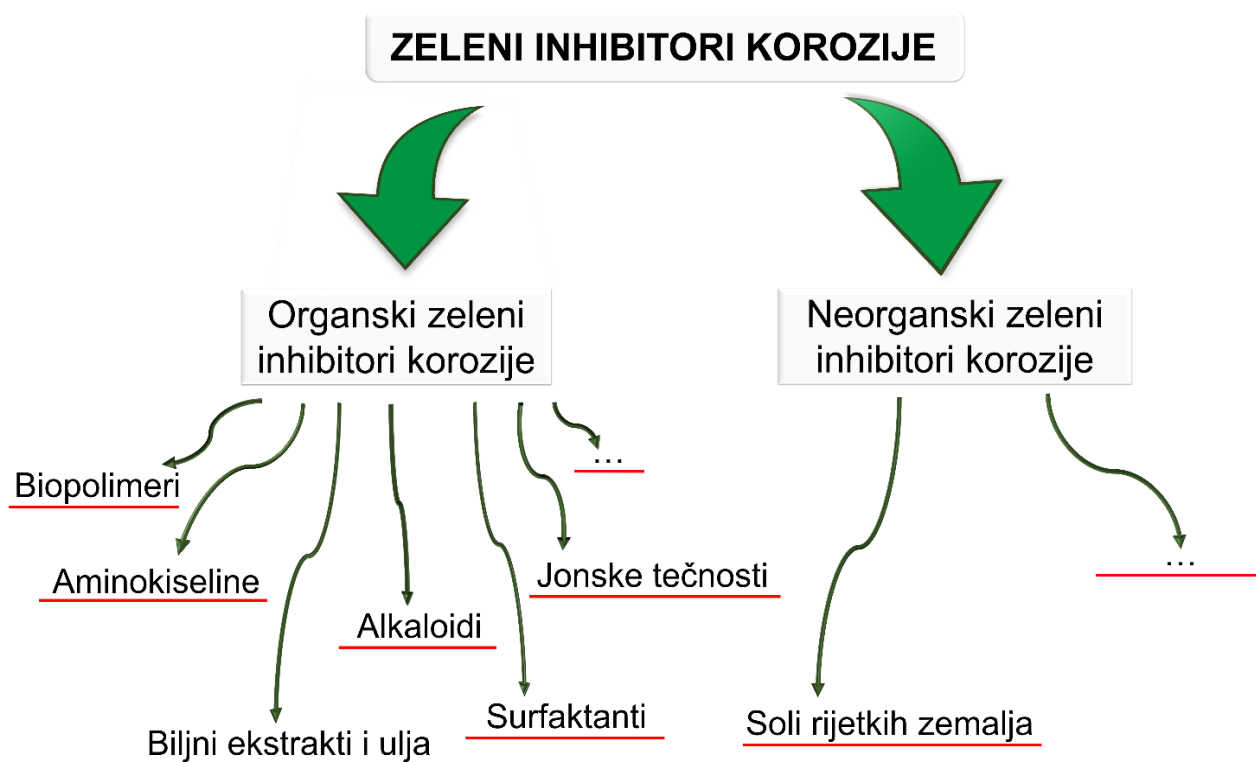 ZELENI INHIBITORI KOROZIJE
Organski zeleni
inhibitori korozije
Neorganski zeleni
inhibitori korozije
Biopolimeri
Aminokiseline
Biljni ekstrakti i ulja
Alkaloidi
Surfaktanti
Jonske tečnosti
...
Soli rijetkih zemalja
...